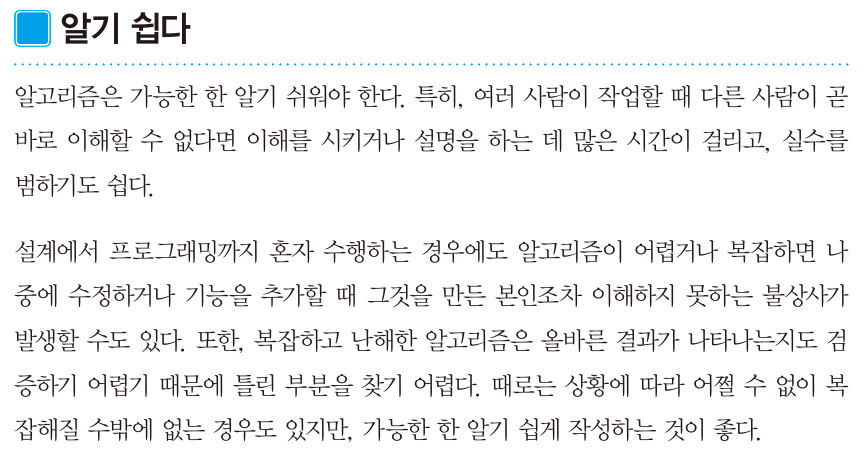 알기 쉽다
알고리즘은 가능한 한 알기 쉬워야 한다. 특히, 여러 사람이 작업할 때 다른 사람이 곧
바로 이해할 수 없다면 이해를 시키거나 설명을 하는 데 많은 시간이 걸리고, 실수를
범하기도 쉽다.
설계에서 프로그래밍까지 혼자 수행하는 경우에도 알고리즘이 어렵거나 복잡하면 나
중에 수정하거나 기능을 추가할 때 그것을 만든 본인조차 이해하지 못하는 불상사가
발생할 수도 있다. 또한, 복잡하고 난해한 알고리즘은 올바른 결과가 나타나는지도 검
증하기 어렵기 때문에 틀린 부분을 찾기 어렵다. 때로는 상황에 따라 어쩔 수 없이 복
잡해질 수밖에 없는 경우도 있지만, 가능한 한 알기 쉽게 작성하는 것이 좋다.